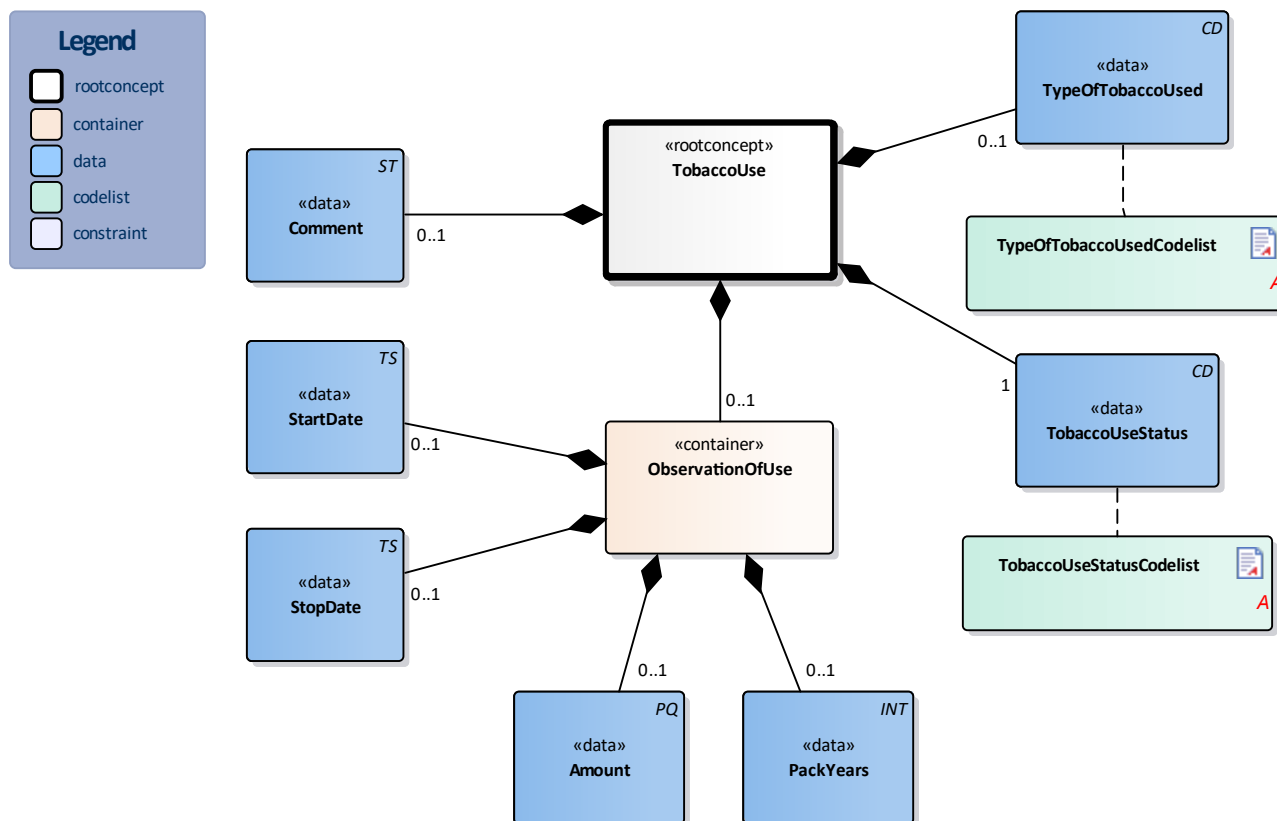 Legend
rootconcept
container
data
codelist
constraint
CD
«data»
TypeOfTobaccoUsed
0..1
«rootconcept»
TobaccoUse
ST
«data»
Comment
0..1
TypeOfTobaccoUsedCodelist
A
A
TS
«data»
StartDate
0..1
0..1
CD
«data»
TobaccoUseStatus
1
«container»
ObservationOfUse
TS
«data»
StopDate
0..1
TobaccoUseStatusCodelist
A
A
0..1
0..1
PQ
«data»
Amount
INT
«data»
PackYears